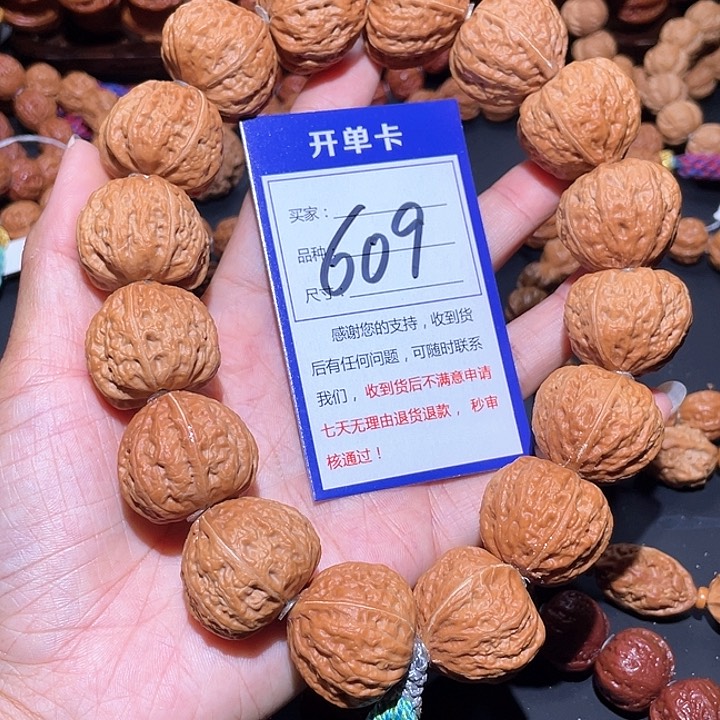 开单卡
买家：
品种：
609
尺寸：
感谢您的支持，收到货
后有任何问题，可随时联系
我们，收到货后不满意申请
七天无理由退货退款，秒审
核通过！